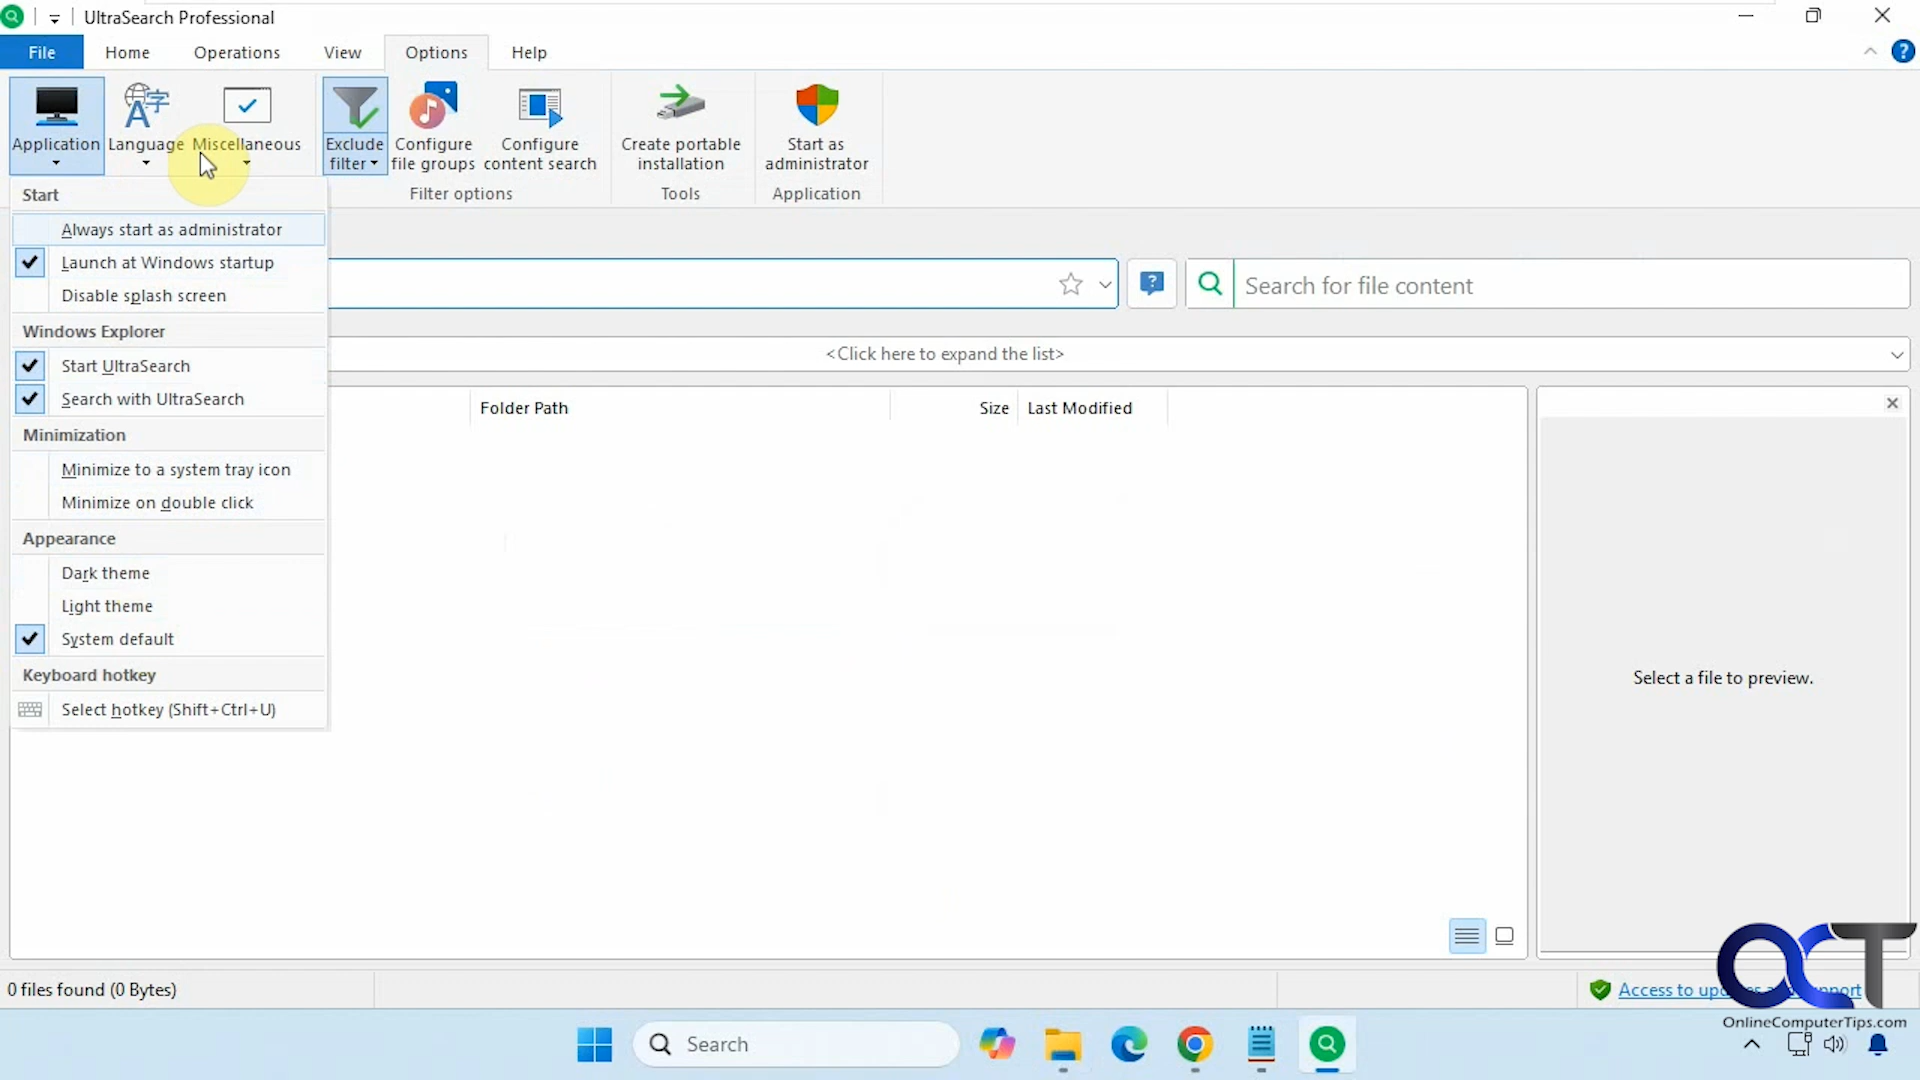 UltraSearch Professional
File Home Operations View Options Help
Application Language Miscellaneous Exclude filter Configure file groups Configure content search Create portable installation Start as administrator
Filter options Tools Application
Start
Always start as administrator
Launch at Windows startup
Disable splash screen
Windows Explorer
Start UltraSearch
Search with UltraSearch
Minimization
Minimize to a system tray icon
Minimize on double click
Appearance
Dark theme
Light theme
System default
Keyboard hotkey
Select hotkey (Shift+Ctrl+U)
Search for file content
<Click here to expand the list>
Folder Path Size Last Modified
Select a file to preview.
0 files found (0 Bytes)
Access to
OCT
OnlineComputerTips.com
Search